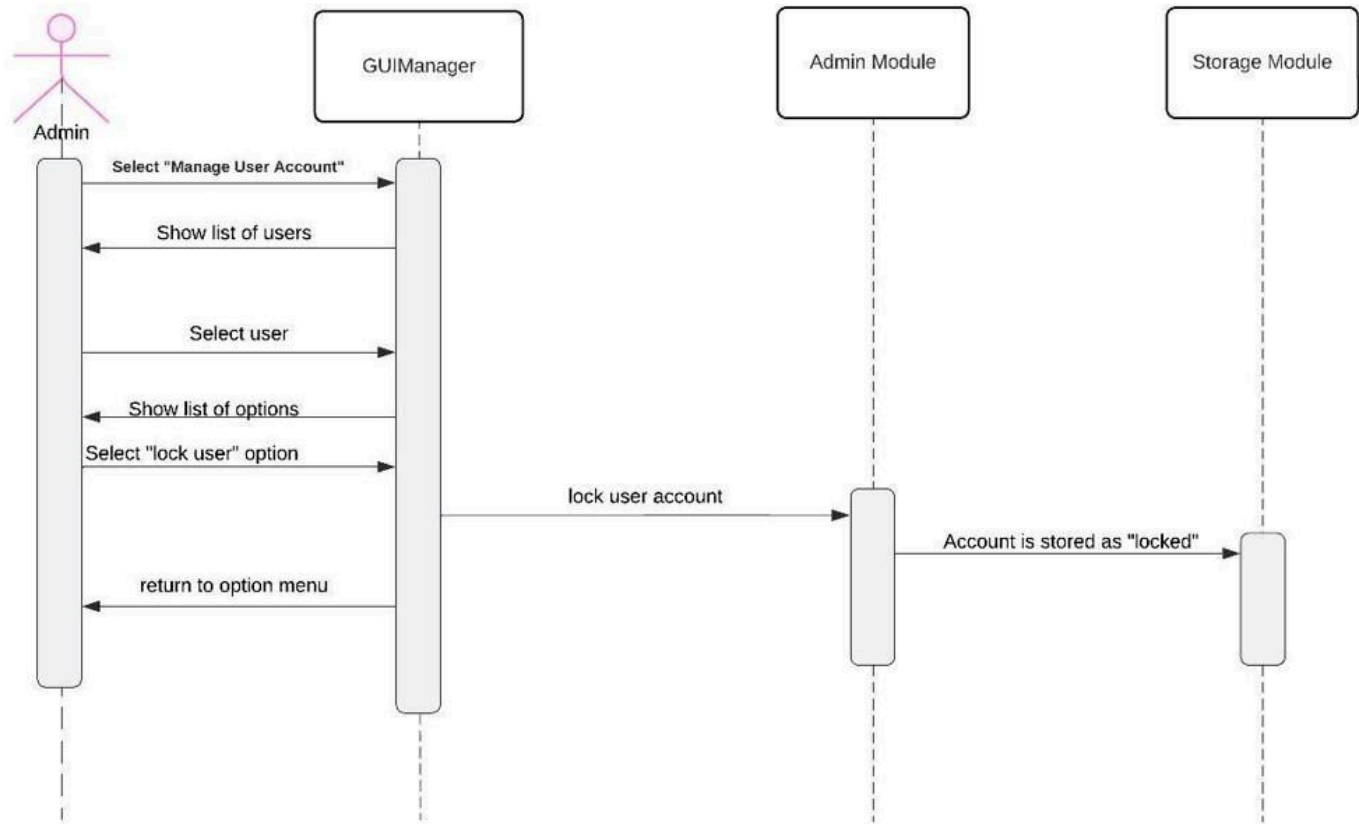 GUIManager
Admin Module
Storage Module
Admin
Select "Manage User Account"
Show list of users
Select user
Show list of options
Select "lock user" option
lock user account
Account is stored as "locked"
return to option menu